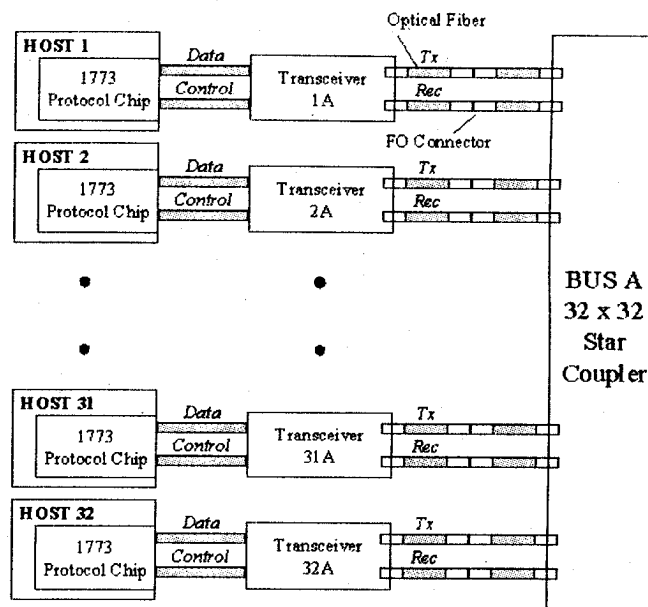 Optical Fiber
HOST 1
1773
Protocol Chip
Data
Control
Transceiver
1A
Tx
Rec
FO Connector
HOST 2
1773
Protocol Chip
Data
Control
Transceiver
2A
Tx
Rec
BUS A
32 x 32
Star
Coupler
HOST 31
1773
Protocol Chip
Data
Control
Transceiver
31A
Tx
Rec
HOST 32
1773
Protocol Chip
Data
Control
Transceiver
32A
Tx
Rec